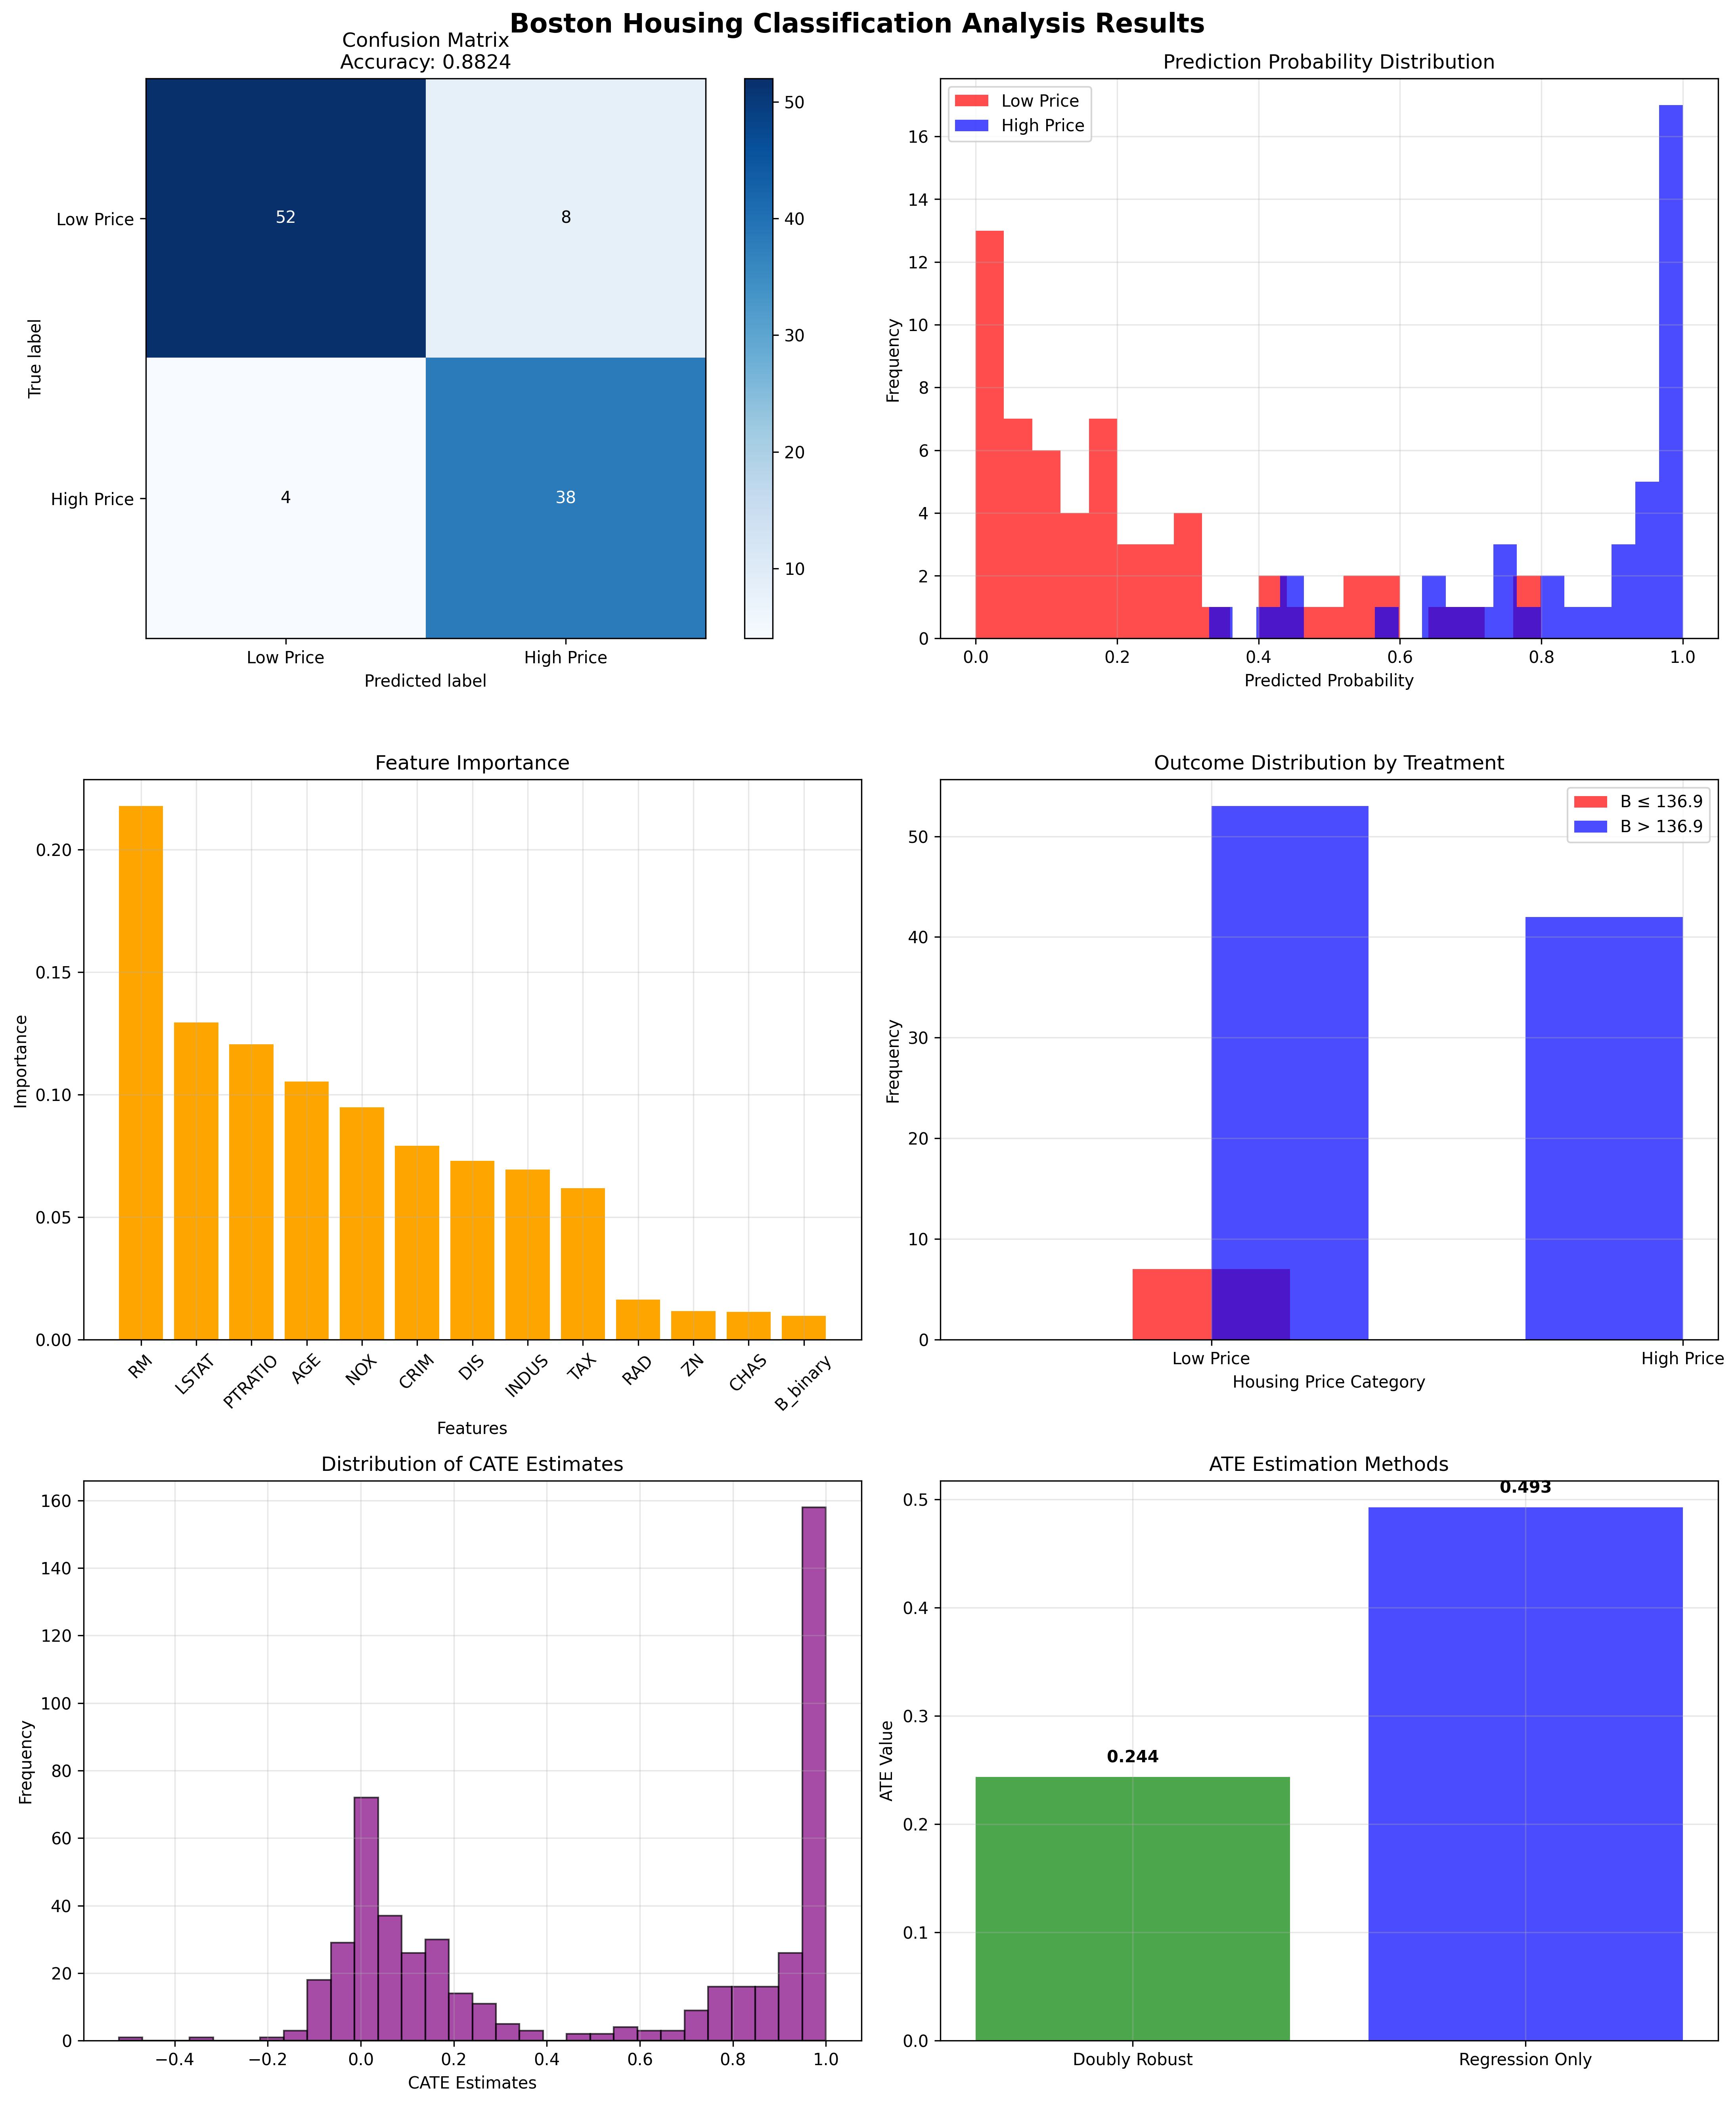 Boston Housing Classification Analysis Results
Confusion Matrix
Accuracy: 0.8824
Low Price
High Price
True label
52
8
4
38
Low Price
High Price
Predicted label
50
40
30
20
10
Prediction Probability Distribution
Low Price
High Price
Frequency
16
14
12
10
8
6
4
2
0
0.0
0.2
0.4
0.6
0.8
1.0
Predicted Probability
Feature Importance
Importance
0.20
0.15
0.10
0.05
0.00
RM
LSTAT
PTRATIO
AGE
NOX
CRIM
DIS
INDUS
TAX
RAD
ZN
CHAS
B_binary
Features
Outcome Distribution by Treatment
B ≤ 136.9
B > 136.9
Frequency
50
40
30
20
10
0
Low Price
High Price
Housing Price Category
Distribution of CATE Estimates
Frequency
160
140
120
100
80
60
40
20
0
−0.4
−0.2
0.0
0.2
0.4
0.6
0.8
1.0
CATE Estimates
ATE Estimation Methods
ATE Value
0.5
0.4
0.3
0.2
0.1
0.0
0.244
0.493
Doubly Robust
Regression Only